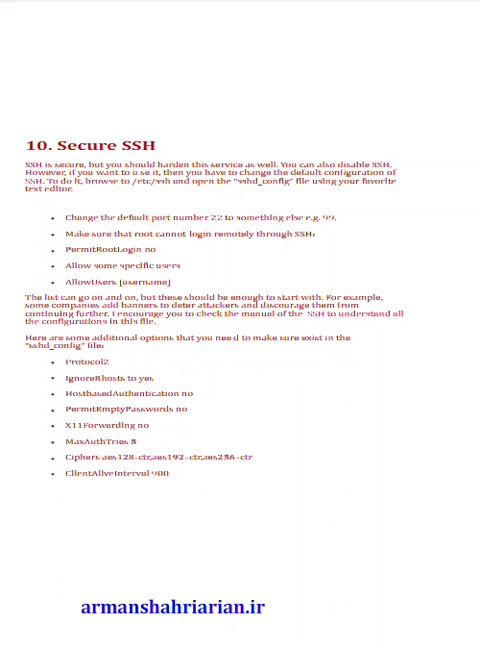 10. Secure SSH
SSH is secure, but you should harden this service as well. You can also disable SSH.
However, if you want to use it, then you have to change the default configuration of
SSH. To do it, browse to /etc/ssh and open the "sshd_config" file using your favorite
text editor.
• Change the default port number 22 to something else e.g. 99.
• Make sure that root cannot login remotely through SSH:
• PermitRootLogin no
• Allow some specific users
• AllowUsers [username]
The list can go on and on, but these should be enough to start with. For example,
some companies add banners to deter attackers and discourage them from
continuing further. I encourage you to check the manual of the SSH to understand all
the configurations in this file.
Here are some additional options that you need to make sure exist in the
"sshd_config" file:
• Protocol2
• IgnoreRhosts to yes
• HostbasedAuthentication no
• PermitEmptyPasswords no
• X11Forwarding no
• MaxAuthTries 5
• Ciphers aes128-ctr,aes192-ctr,aes256-ctr
• ClientAliveInterval 900
armanshahriarian.ir